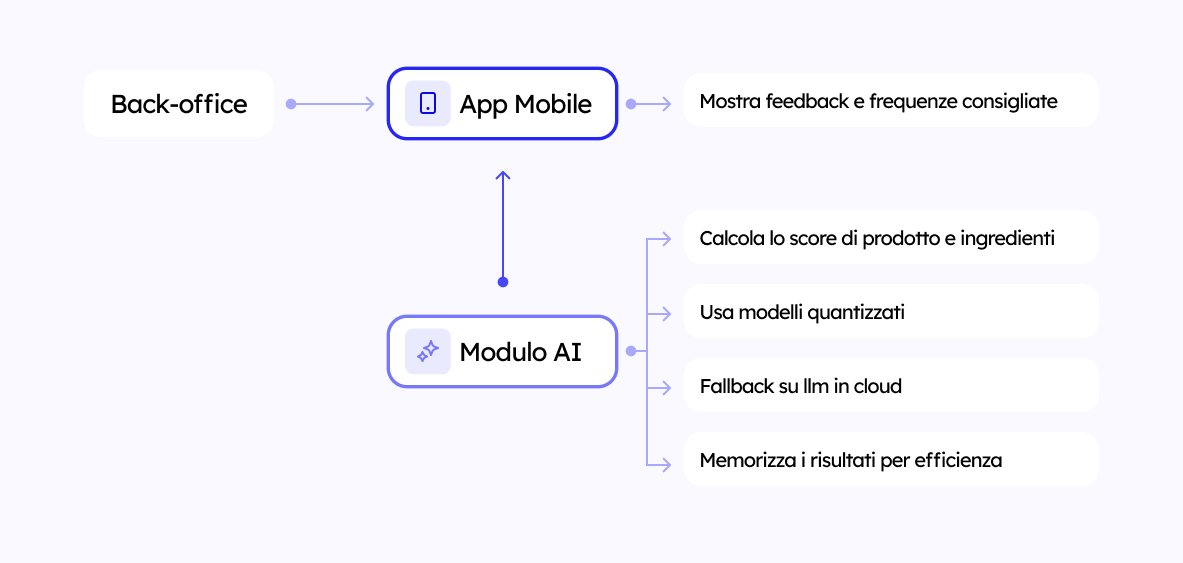 Back-office
App Mobile
Mostra feedback e frequenze consigliate
Calcola lo score di prodotto e ingredienti
Usa modelli quantizzati
Modulo AI
Fallback su llm in cloud
Memorizza i risultati per efficienza